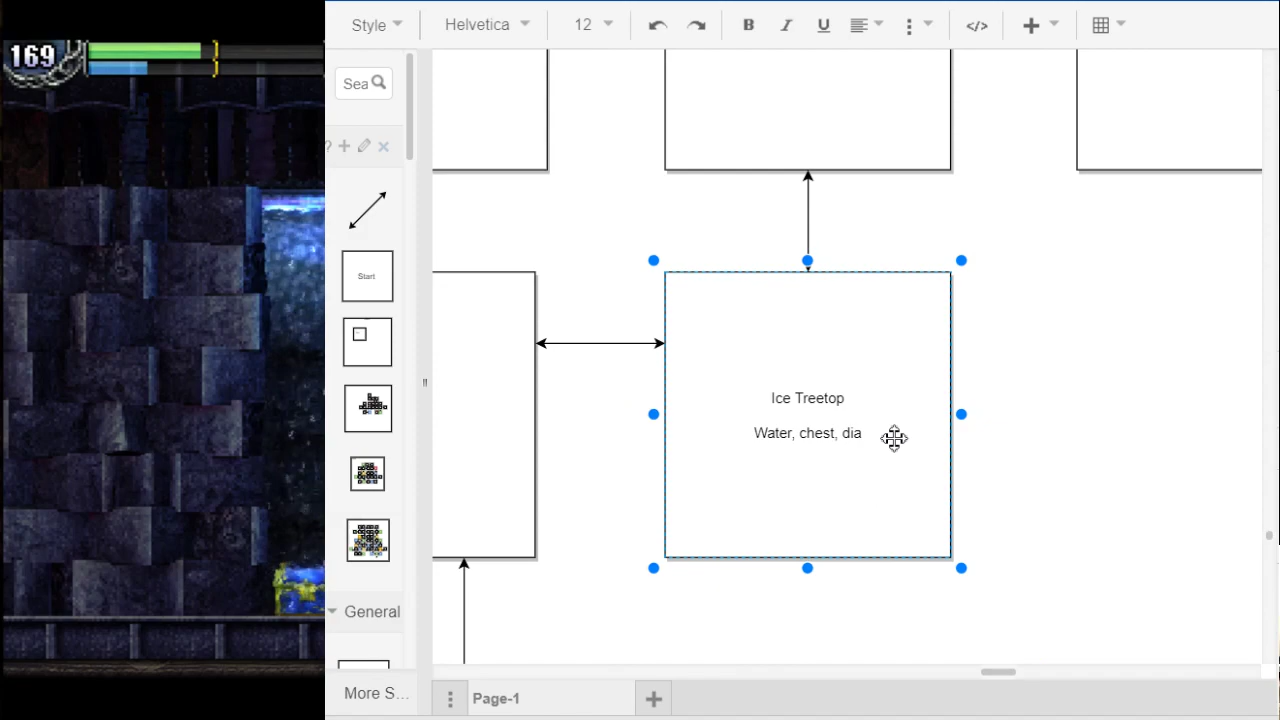 169
Style
Helvetica
12
B
I
U
</>
Sea
?
Start
General
More S...
Page-1
Ice Treetop
Water, chest, dia